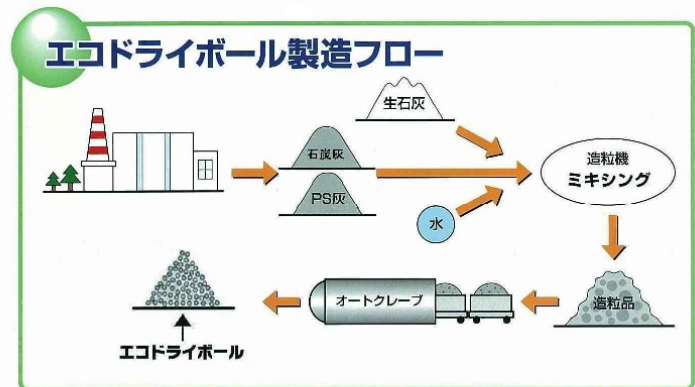 エコドライボール製造フロー
生石灰
石炭灰
PS灰
水
造粒機
ミキシング
造粒品
オートクレーブ
エコドライボール